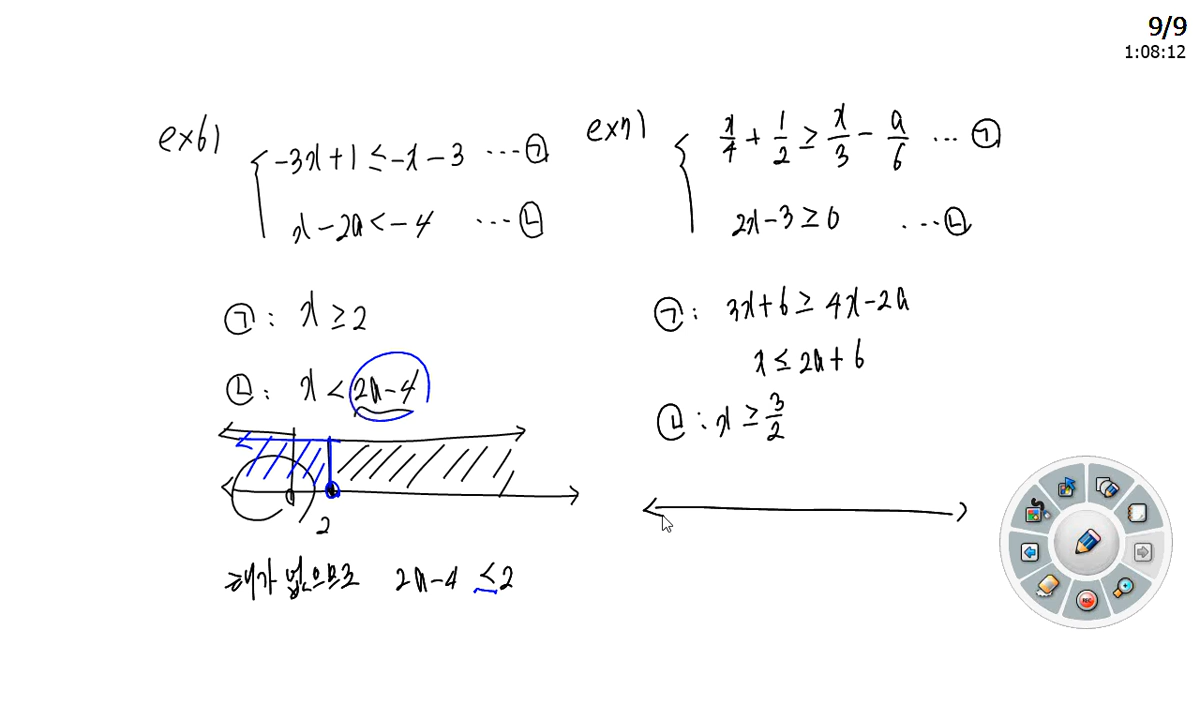 9/9
1:08:12
ex6)
-3x+1≤-x-3 ···㉠
x-2a<-4 ···㉡
㉠: x≥2
㉡: x<2a-4
2
⇒해가 없으므로 2a-4 ≤2
ex7)
x/4+1/2≥x/3-a/6 ···㉠
2x-3≥0 ···㉡
㉠: 3x+6≥4x-2a
x≤2a+6
㉡: x≥3/2
REC